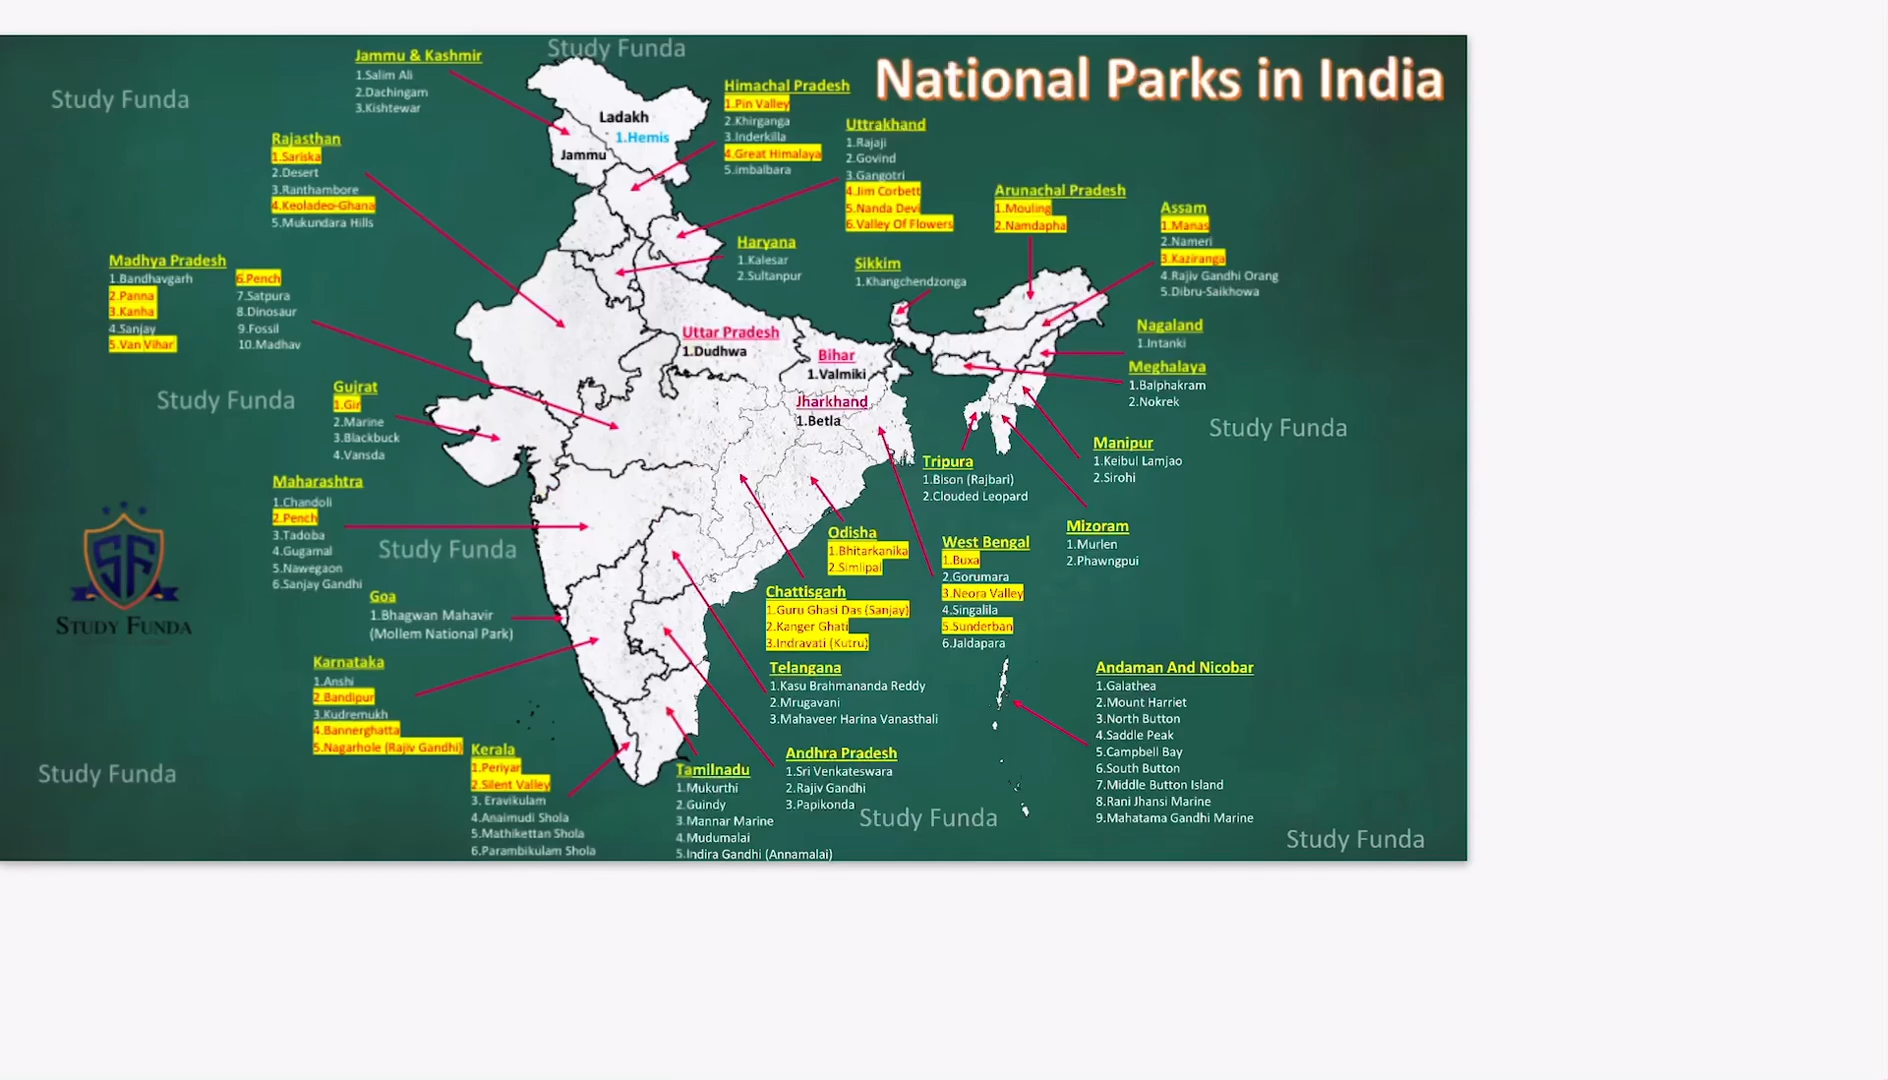 National Parks in India
Study Funda
Study Funda
Jammu & Kashmir
1.Salim Ali
2.Dachingam
3.Kishtewar
Ladakh
1.Hemis
Jammu
Himachal Pradesh
1.Pin Valley
2.Khirganga
3.Inderkilla
4.Great Himalaya
5.imbalbara
Uttrakhand
1.Rajaji
2.Govind
3.Gangotri
4.Jim Corbett
5.Nanda Devi
6.Valley Of Flowers
Rajasthan
1.Sariska
2.Desert
3.Ranthambore
4.Keoladeo-Ghana
5.Mukundara Hills
Arunachal Pradesh
1.Mouling
2.Namdapha
Assam
1.Manas
2.Nameri
3.Kaziranga
4.Rajiv Gandhi Orang
5.Dibru-Saikhowa
Haryana
1.Kalesar
2.Sultanpur
Sikkim
1.Khangchendzonga
Madhya Pradesh
1.Bandhavgarh
2.Panna
3.Kanha
4.Sanjay
5.Van Vihar
6.Pench
7.Satpura
8.Dinosaur
9.Fossil
10.Madhav
Uttar Pradesh
1.Dudhwa
Bihar
1.Valmiki
Jharkhand
1.Betla
Nagaland
1.Intanki
Meghalaya
1.Balphakram
2.Nokrek
Study Funda
Gujrat
1.Gir
2.Marine
3.Blackbuck
4.Vansda
Study Funda
Manipur
1.Keibul Lamjao
2.Sirohi
Tripura
1.Bison (Rajbari)
2.Clouded Leopard
Maharashtra
1.Chandoli
2.Pench
3.Tadoba
4.Gugamal
5.Nawegaon
6.Sanjay Gandhi
Study Funda
SF
STUDY FUNDA
Mizoram
1.Murlen
2.Phawngpui
Odisha
1.Bhitarkanika
2.Simlipal
West Bengal
1.Buxa
2.Gorumara
3.Neora Valley
4.Singalila
5.Sunderban
6.Jaldapara
Chattisgarh
1.Guru Ghasi Das (Sanjay)
2.Kanger Ghati
3.Indravati (Kutru)
Goa
1.Bhagwan Mahavir
(Mollem National Park)
Karnataka
1.Anshi
2.Bandipur
3.Kudremukh
4.Bannerghatta
5.Nagarhole (Rajiv Gandhi)
Telangana
1.Kasu Brahmananda Reddy
2.Mrugavani
3.Mahaveer Harina Vanasthali
Andaman And Nicobar
1.Galathea
2.Mount Harriet
3.North Button
4.Saddle Peak
5.Campbell Bay
6.South Button
7.Middle Button Island
8.Rani Jhansi Marine
9.Mahatama Gandhi Marine
Kerala
1.Periyar
2.Silent Valley
3. Eravikulam
4.Anaimudi Shola
5.Mathikettan Shola
6.Parambikulam Shola
Tamilnadu
1.Mukurthi
2.Guindy
3.Mannar Marine
4.Mudumalai
5.Indira Gandhi (Annamalai)
Andhra Pradesh
1.Sri Venkateswara
2.Rajiv Gandhi
3.Papikonda
Study Funda
Study Funda
Study Funda